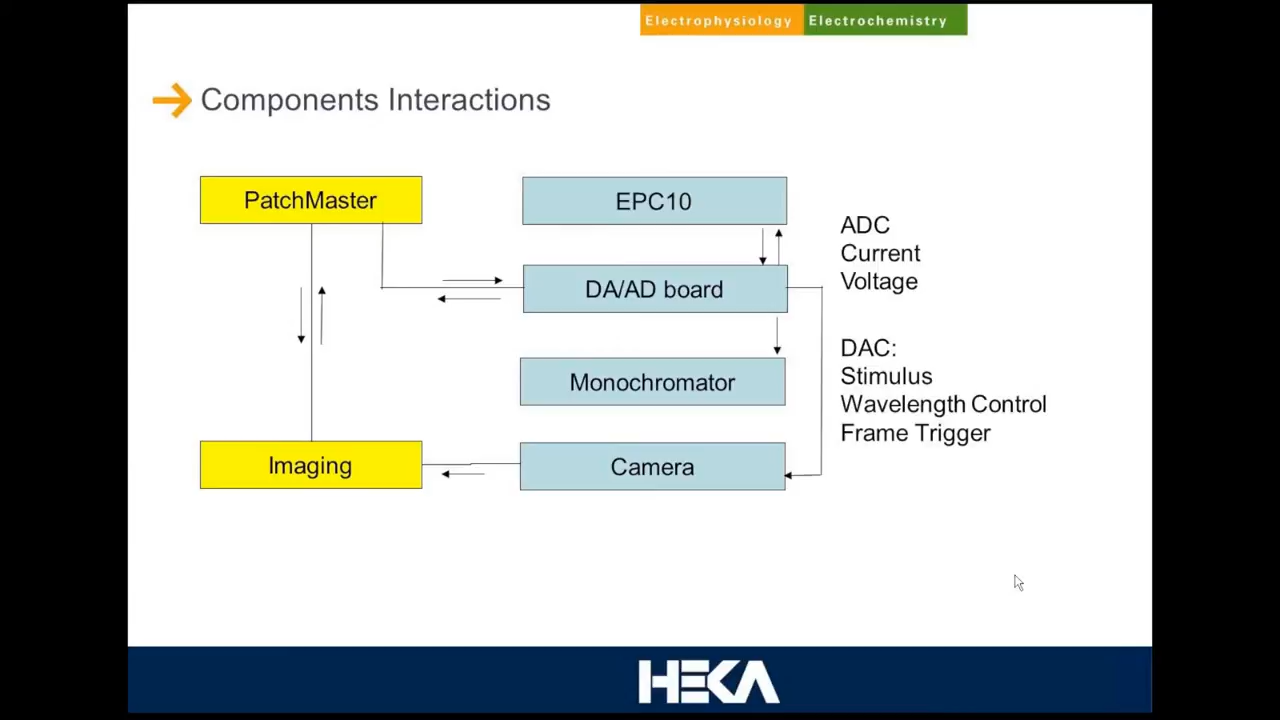 Electrophysiology Electrochemistry
Components Interactions
PatchMaster
EPC10
ADC
Current
Voltage
DA/AD board
DAC:
Stimulus
Wavelength Control
Frame Trigger
Monochromator
Imaging
Camera
HEKA